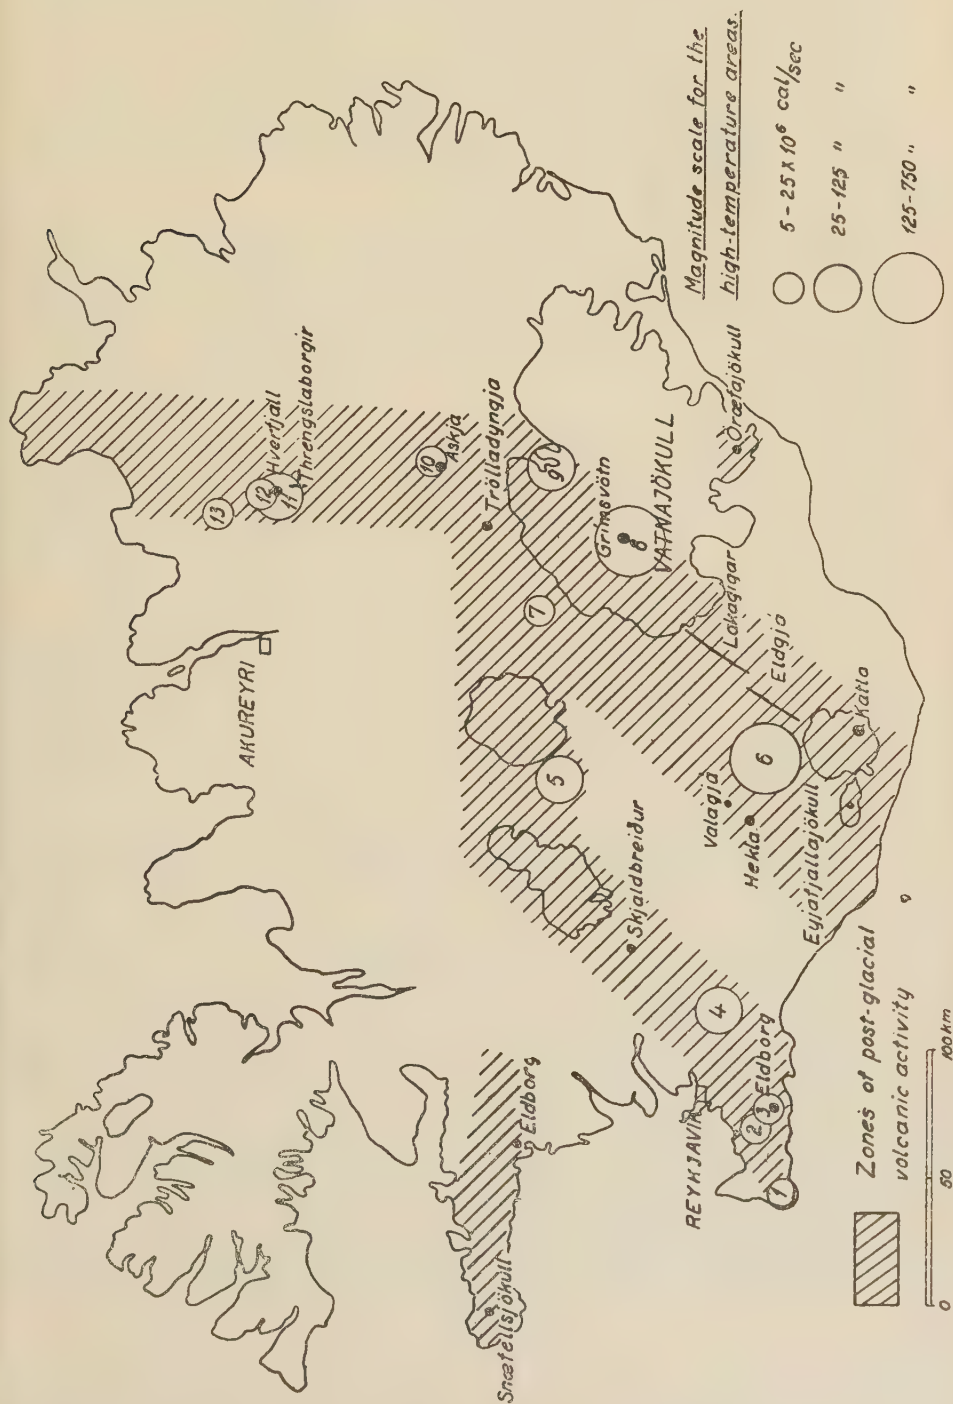 Magnitude scale for the
high-temperature areas.
5 - 25 x 10⁶ cal/sec
25 - 125 " "
125 - 750 " "
13
12
Hverfjall
11
Threngslaborgir
10
Askja
AKUREYRI
Trölladyngja
9
7
Grímsvötn
8
VATNAJÖKULL
Öræfajökull
5
Lakagigar
Eldgjá
6
Valagjá
Hekla
Katla
Eyjafjallajökull
Skjaldbreiður
4
Eldborg
Snæfellsjökull
REYKJAVIK
Eldborg
3
2
1
Zones of post-glacial
volcanic activity
0 50 100 km